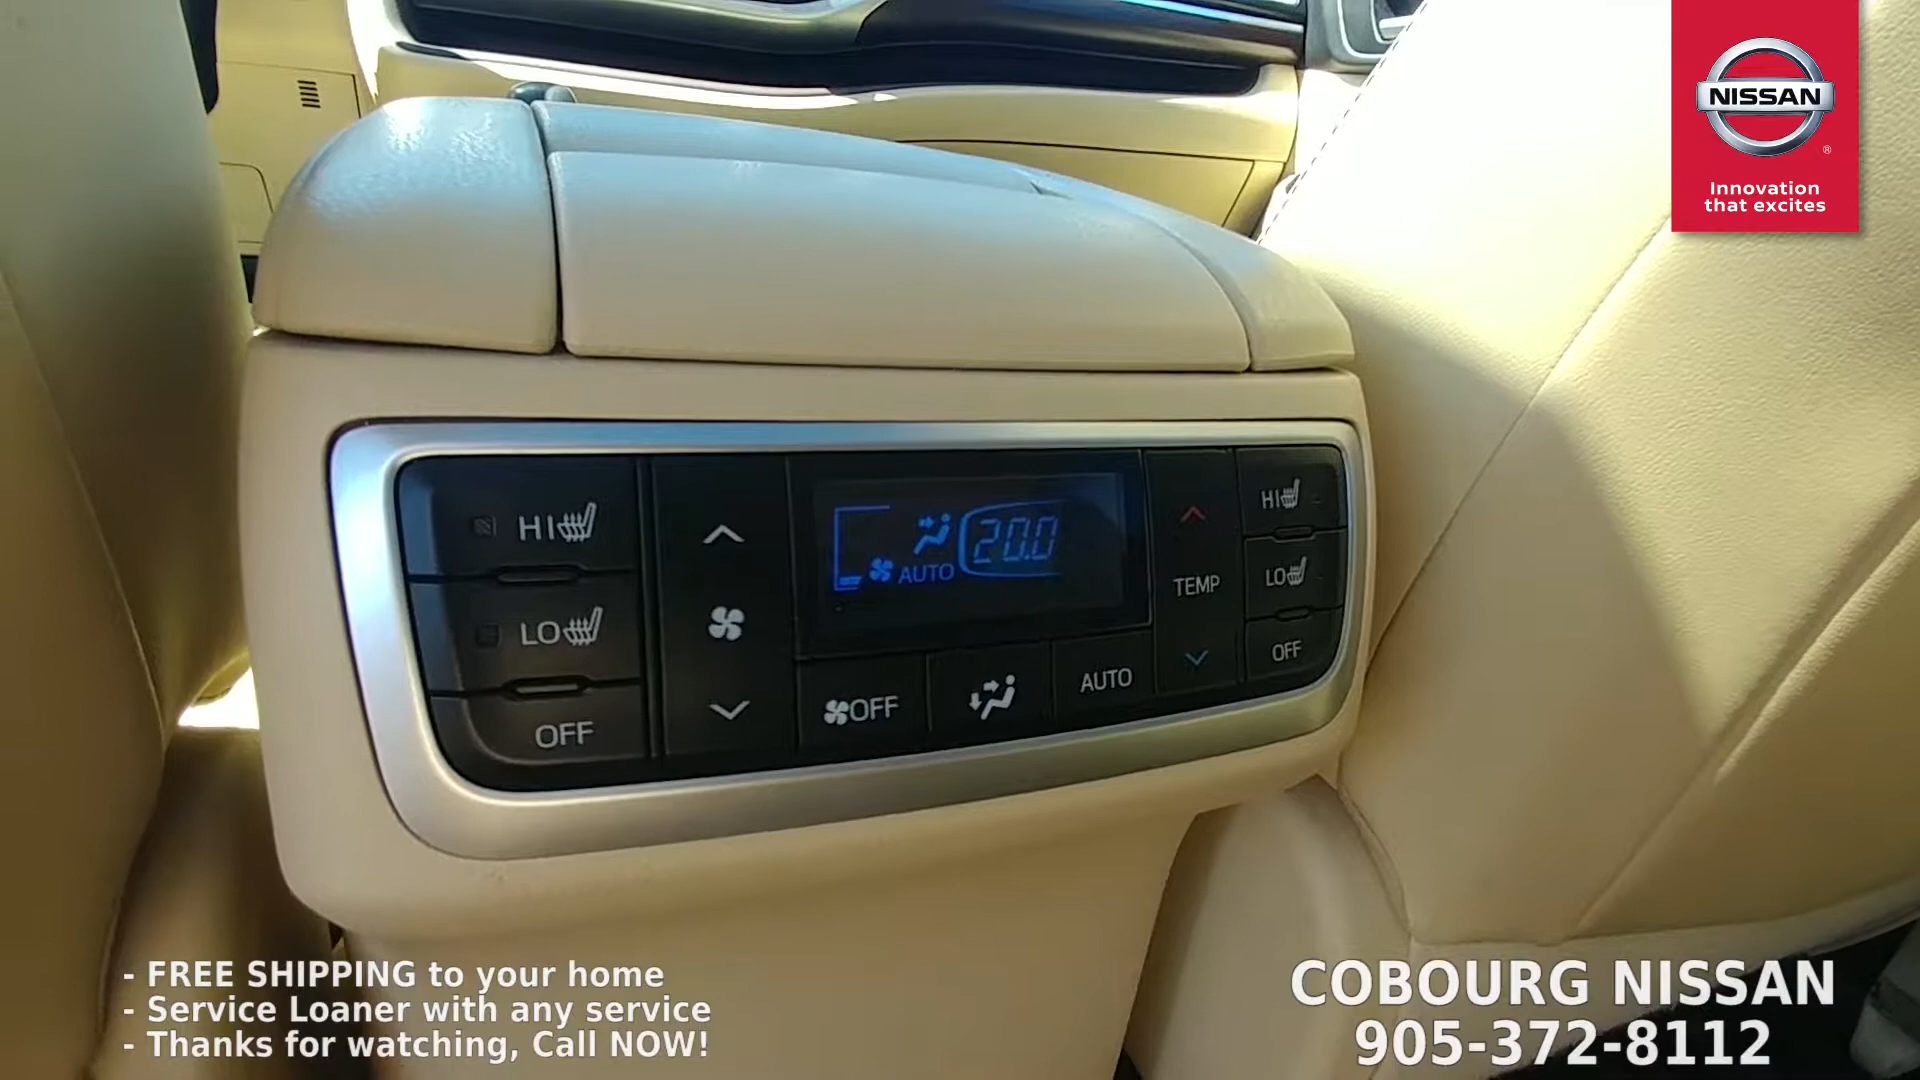 NISSAN
®
Innovation
that excites
HI
LO
OFF
AUTO
20.0
OFF
AUTO
TEMP
HI
LO
OFF
- FREE SHIPPING to your home
- Service Loaner with any service
- Thanks for watching, Call NOW!
COBOURG NISSAN
905-372-8112